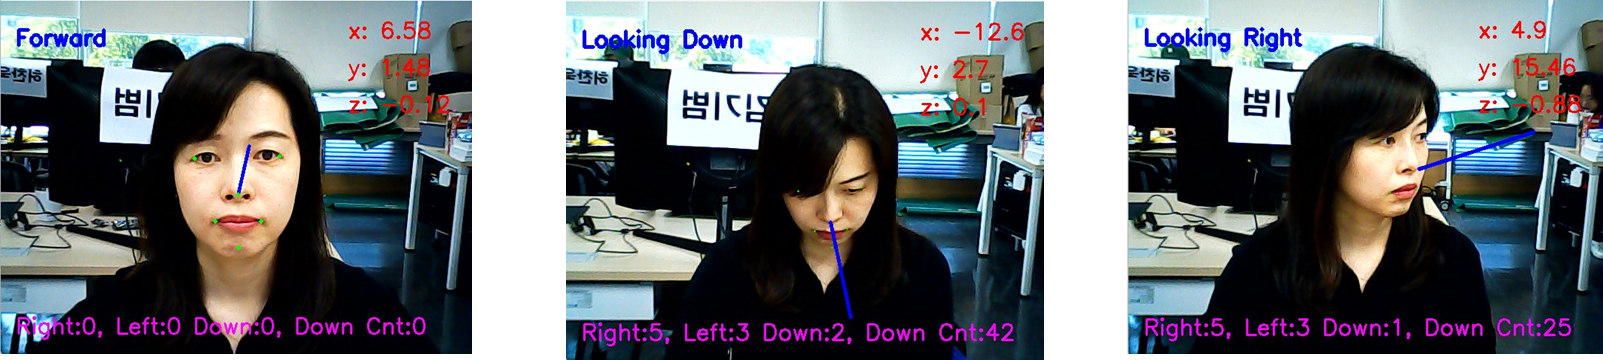 Forward
x: 6.58
y: 1.48
z: -0.12
Right:0, Left:0 Down:0, Down Cnt:0
Looking Down
x: -12.6
y: 2.7
z: 0.1
Right:5, Left:3 Down:2, Down Cnt:42
Looking Right
x: 4.9
y: 15.46
z: -0.88
Right:5, Left:3 Down:1, Down Cnt:25